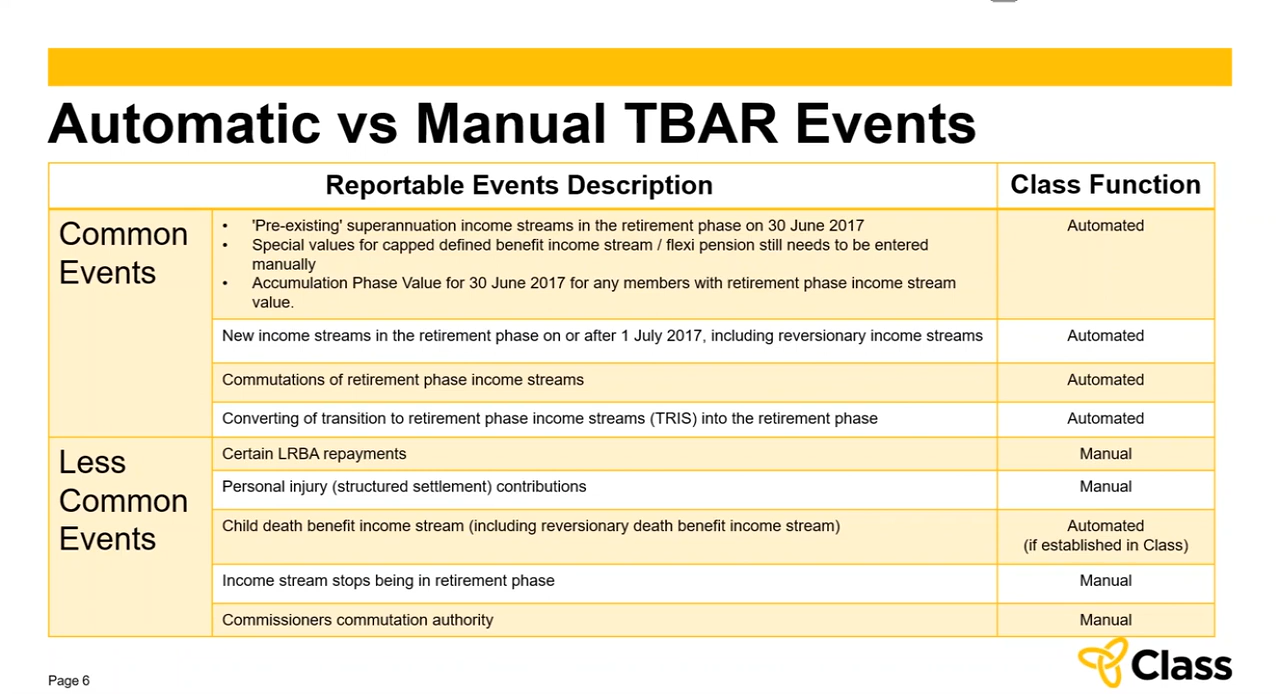 Automatic vs Manual TBAR Events
Reportable Events Description
Class Function
Common
Events
• 'Pre-existing' superannuation income streams in the retirement phase on 30 June 2017
• Special values for capped defined benefit income stream / flexi pension still needs to be entered
manually
• Accumulation Phase Value for 30 June 2017 for any members with retirement phase income stream
value.
Automated
New income streams in the retirement phase on or after 1 July 2017, including reversionary income streams
Automated
Commutations of retirement phase income streams
Automated
Converting of transition to retirement phase income streams (TRIS) into the retirement phase
Automated
Less
Common
Events
Certain LRBA repayments
Manual
Personal injury (structured settlement) contributions
Manual
Child death benefit income stream (including reversionary death benefit income stream)
Automated
(if established in Class)
Income stream stops being in retirement phase
Manual
Commissioners commutation authority
Manual
Page 6
Class